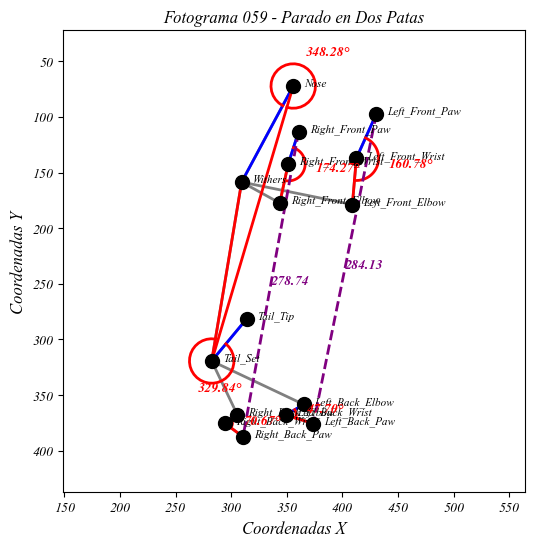 Fotograma 059 - Parado en Dos Patas
348.28°
50
Nose
Left_Front_Paw
100
Right_Front_Paw
Left_Front_Wrist
160.78°
174.27°
150
Withers
Right_Front_Elbow
Left_Front_Elbow
200
284.13
278.74
250
Tail_Tip
300
Tail_Set
329.84°
350
Left_Back_Elbow
Left_Back_Paw
Right_Back_Paw
400
150
200
250
300
350
400
450
500
550
Coordenadas X
Coordenadas Y